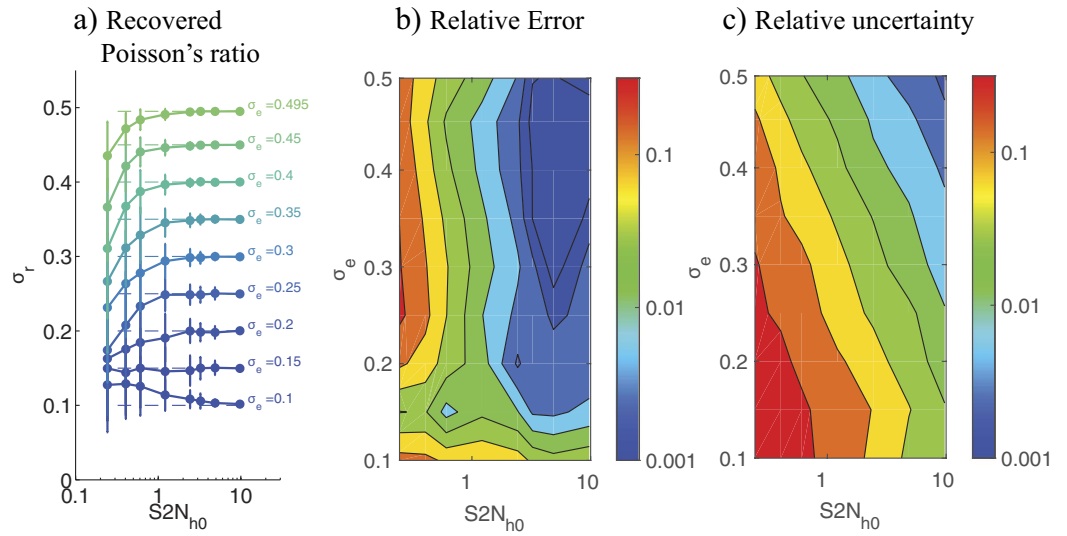 a) Recovered
Poisson's ratio
0.5
0.4
0.3
0.2
0.1
0
σr
0.1
1
10
S2Nh0
σe=0.495
σe=0.45
σe=0.4
σe=0.35
σe=0.3
σe=0.25
σe=0.2
σe=0.15
σe=0.1
b) Relative Error
0.5
0.4
0.3
0.2
0.1
σe
1
10
S2Nh0
0.1
0.01
0.001
c) Relative uncertainty
0.5
0.4
0.3
0.2
0.1
σe
1
10
S2Nh0
0.1
0.01
0.001